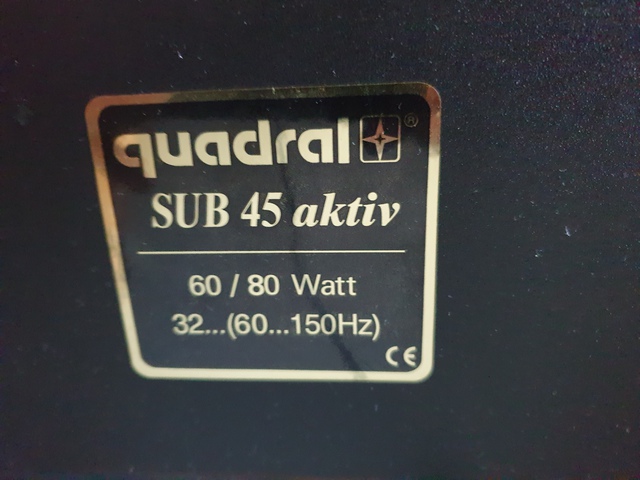 quadral ®
SUB 45 aktiv
60 / 80 Watt
32...(60...150Hz)
CE